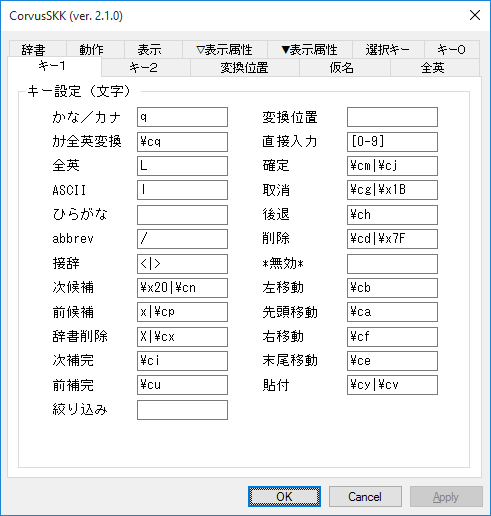 CorvusSKK (ver. 2.1.0)
辞書 動作 表示 ▽表示属性 ▼表示属性 選択キー キー0
キー1 キー2 変換位置 仮名 全英
キー設定（文字）
かな／カナ q 変換位置
ｶﾅ全英変換 \cq 直接入力 [0-9]
全英 L 確定 \cm|\cj
ASCII l 取消 \cg|\x1B
ひらがな 後退 \ch
abbrev / 削除 \cd|\x7F
接辞 <|> *無効*
次候補 \x20|\cn 左移動 \cb
前候補 x|\cp 先頭移動 \ca
辞書削除 X|\cx 右移動 \cf
次補完 \ci 末尾移動 \ce
前補完 \cu 貼付 \cy|\cv
絞り込み
OK Cancel Apply